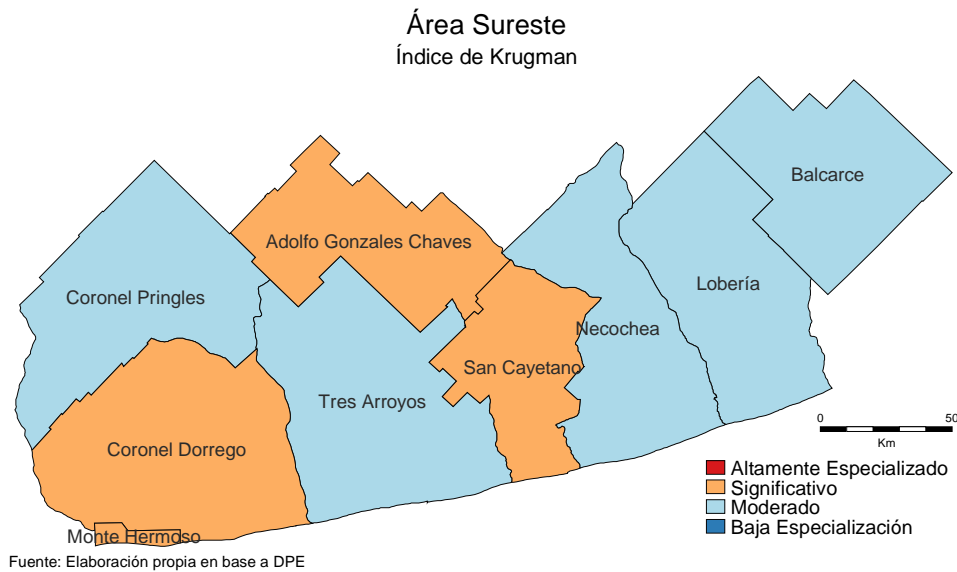 Área Sureste
Índice de Krugman
Balcarce
Adolfo Gonzales Chaves
Lobería
Coronel Pringles
Necochea
San Cayetano
Tres Arroyos
Coronel Dorrego
Monte Hermoso
0 50
Km
Altamente Especializado
Significativo
Moderado
Baja Especialización
Fuente: Elaboración propia en base a DPE